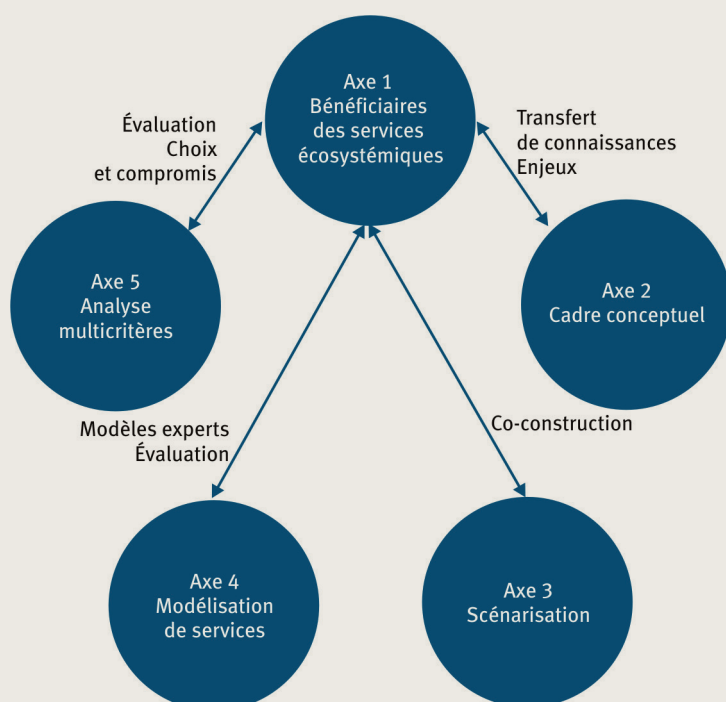 Axe 1
Bénéficiaires
des services
écosystémiques
Évaluation
Choix
et compromis
Transfert
de connaissances
Enjeux
Axe 5
Analyse
multicritères
Axe 2
Cadre conceptuel
Modèles experts
Évaluation
Co-construction
Axe 4
Modélisation
de services
Axe 3
Scénarisation